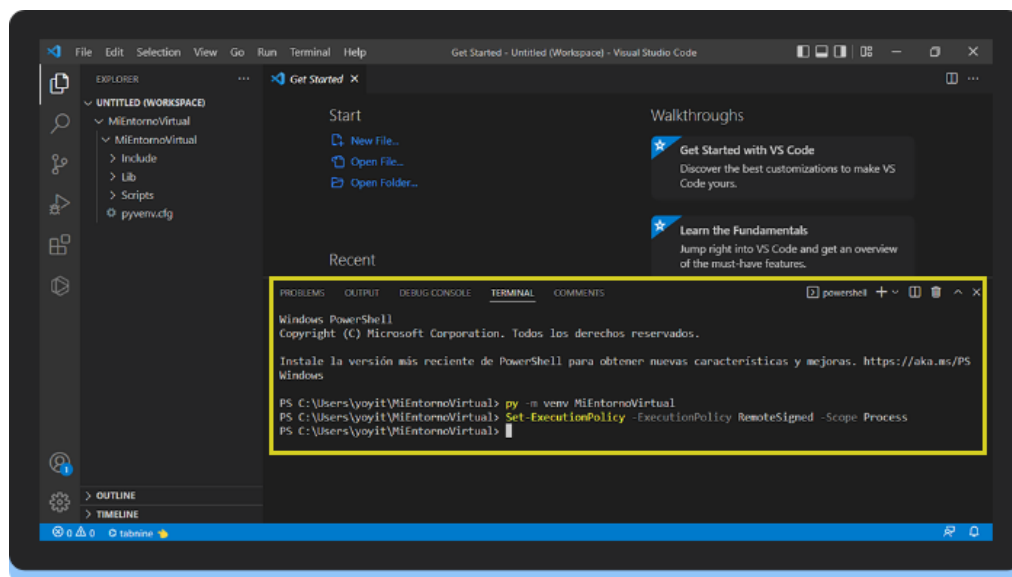 File Edit Selection View Go Run Terminal Help
Get Started - Untitled (Workspace) - Visual Studio Code
EXPLORER
UNTITLED (WORKSPACE)
MiEntornoVirtual
MiEntornoVirtual
Include
Lib
Scripts
pyvenv.cfg
OUTLINE
TIMELINE
Get Started
Start
New File...
Open File...
Open Folder...
Recent
Walkthroughs
Get Started with VS Code
Discover the best customizations to make VS
Code yours.
Learn the Fundamentals
Jump right into VS Code and get an overview
of the must-have features.
PROBLEMS OUTPUT DEBUG CONSOLE TERMINAL COMMENTS
powershell
Windows PowerShell
Copyright (C) Microsoft Corporation. Todos los derechos reservados.
Instale la versión más reciente de PowerShell para obtener nuevas características y mejoras. https://aka.ms/PS
Windows
PS C:\Users\yoyit\MiEntornoVirtual> py -m venv MiEntornoVirtual
PS C:\Users\yoyit\MiEntornoVirtual> Set-ExecutionPolicy -ExecutionPolicy RemoteSigned -Scope Process
PS C:\Users\yoyit\MiEntornoVirtual>
1
0 0 tabnine